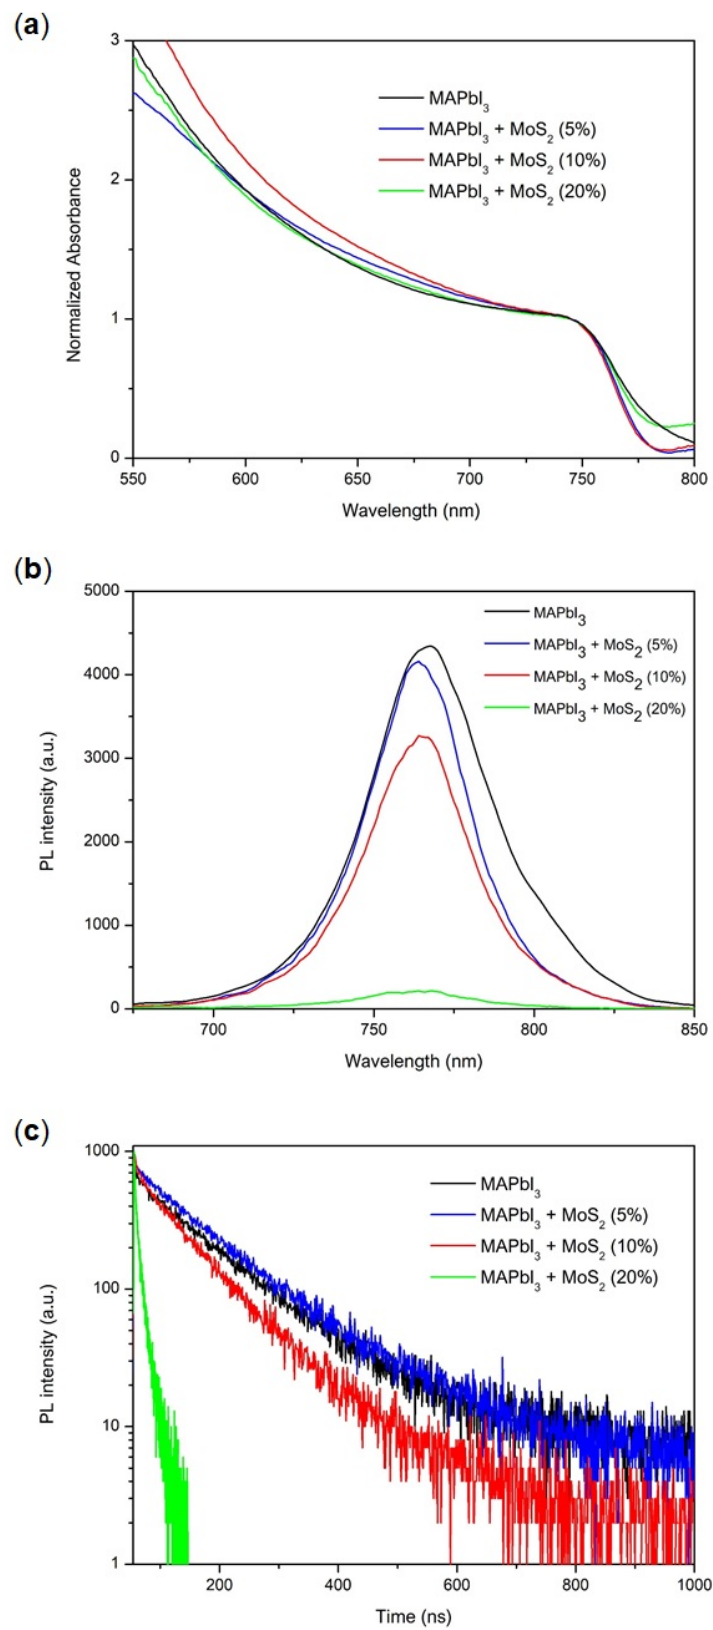 (a)
3
2
1
0
Normalized Absorbance
MAPbI₃
MAPbI₃ + MoS₂ (5%)
MAPbI₃ + MoS₂ (10%)
MAPbI₃ + MoS₂ (20%)
550 600 650 700 750 800
Wavelength (nm)
(b)
5000
4000
3000
2000
1000
0
PL intensity (a.u.)
MAPbI₃
MAPbI₃ + MoS₂ (5%)
MAPbI₃ + MoS₂ (10%)
MAPbI₃ + MoS₂ (20%)
700 750 800 850
Wavelength (nm)
(c)
1000
100
10
1
PL intensity (a.u.)
MAPbI₃
MAPbI₃ + MoS₂ (5%)
MAPbI₃ + MoS₂ (10%)
MAPbI₃ + MoS₂ (20%)
200 400 600 800 1000
Time (ns)